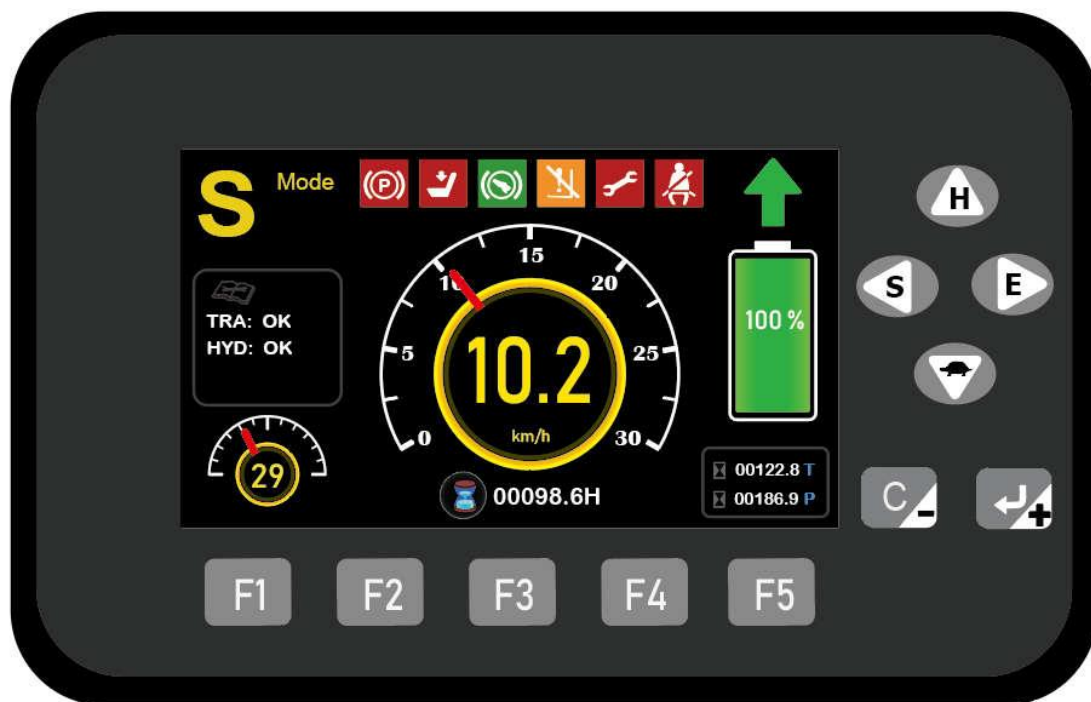 S Mode
P
TRA: OK
HYD: OK
29
0
5
10
15
20
25
30
10.2
km/h
00098.6H
100 %
00122.8 T
00186.9 P
H
S
E
C -
+
F1 F2 F3 F4 F5